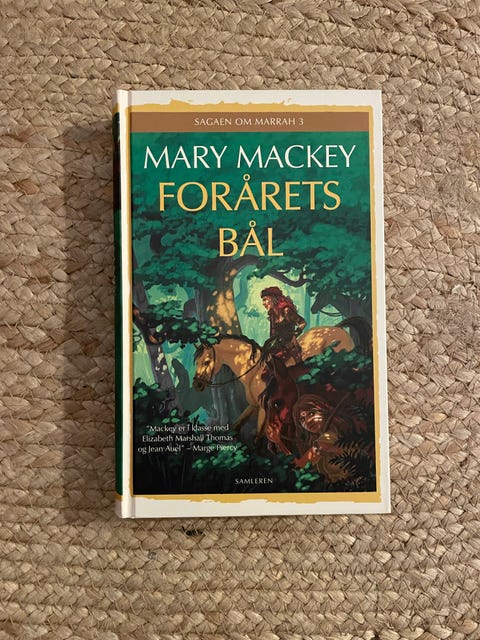 SAGAEN OM MARRAH 3
MARY MACKEY
FORÅRETS
BÅL
"Mackey er i klasse med
Elizabeth Marshall Thomas
og Jean Auel" – Marge Piercy
SAMLEREN